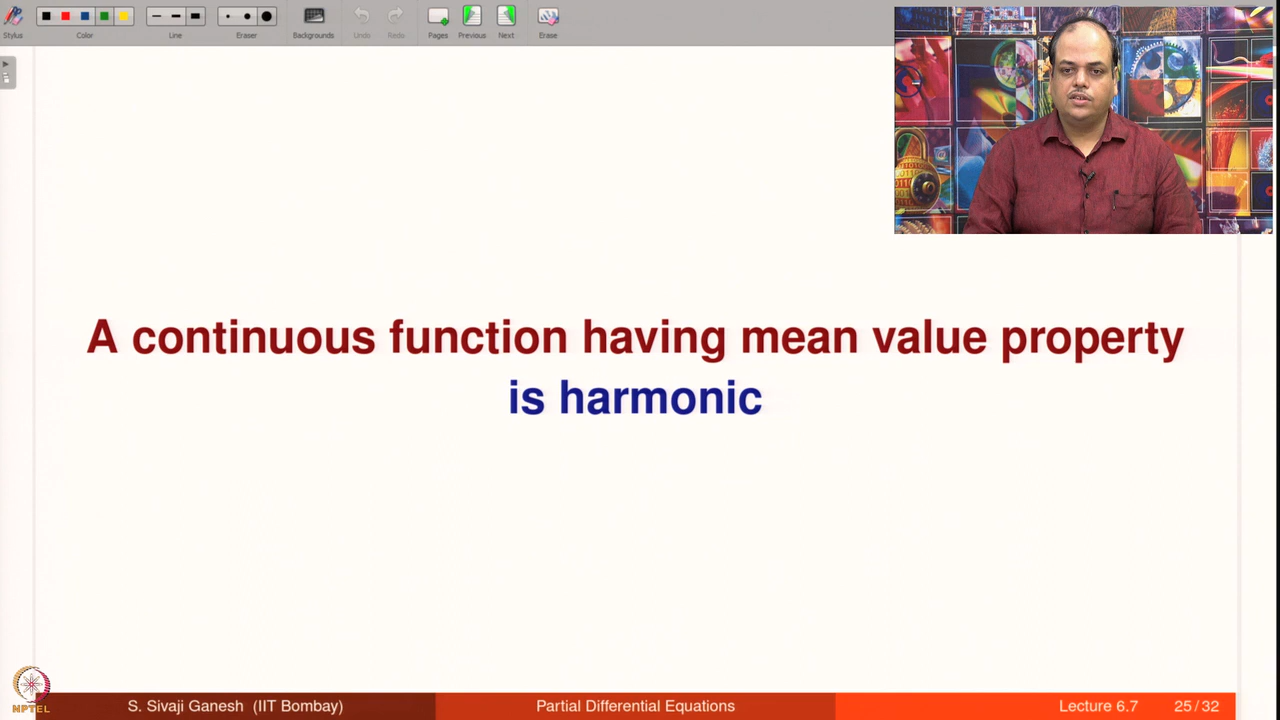 Stylus
Color
Line
Eraser
Backgrounds
Undo
Redo
Pages
Previous
Next
Erase
A continuous function having mean value property
is harmonic
NPTEL
S. Sivaji Ganesh (IIT Bombay)
Partial Differential Equations
Lecture 6.7
25/32